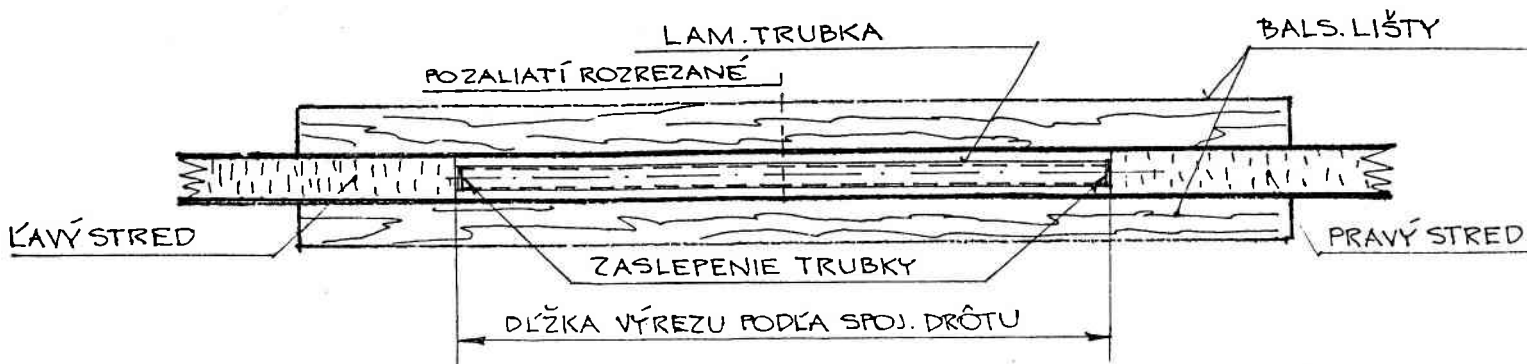 LAM. TRUBKA
BALS. LIŠTY
POZALIATÍ ROZREZANÉ
ĽAVÝ STRED
PRAVÝ STRED
ZASLEPENIE TRUBKY
DĹŽKA VÝREZU PODĽA SPOJ. DRÔTU